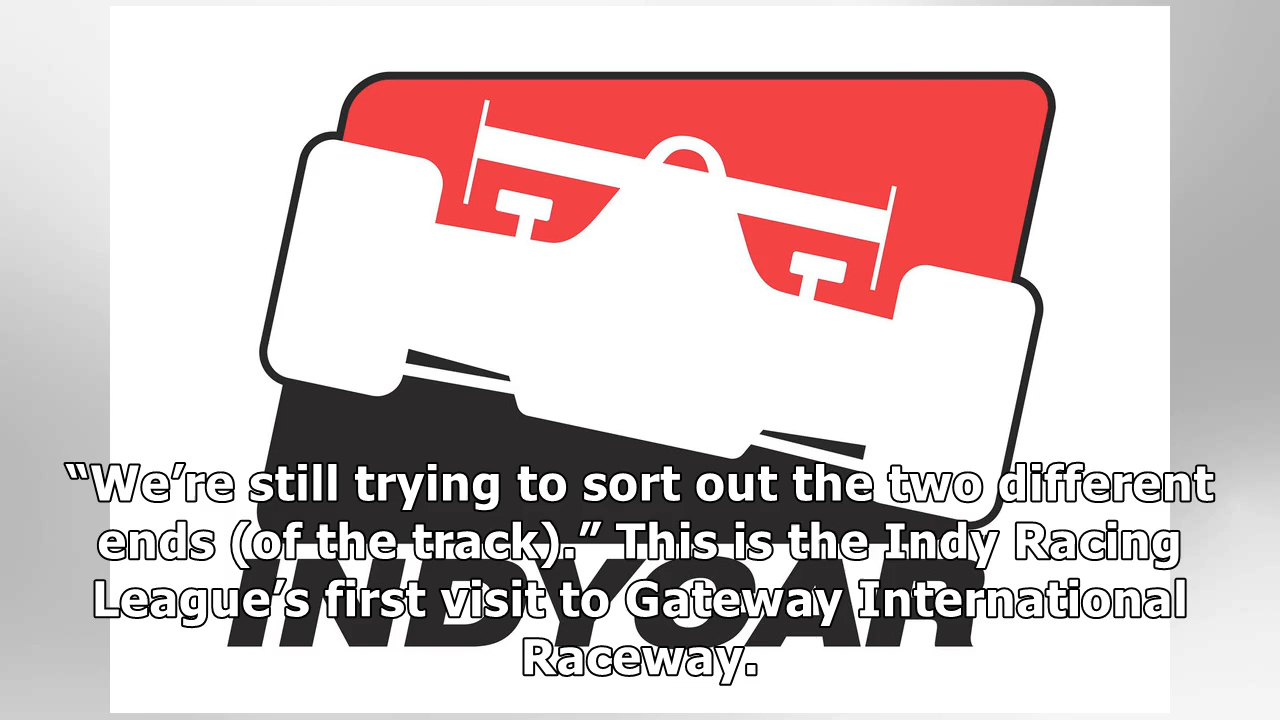 “We’re still trying to sort out the two different
ends (of the track).” This is the Indy Racing
League’s first visit to Gateway International
Raceway.
INDYCAR